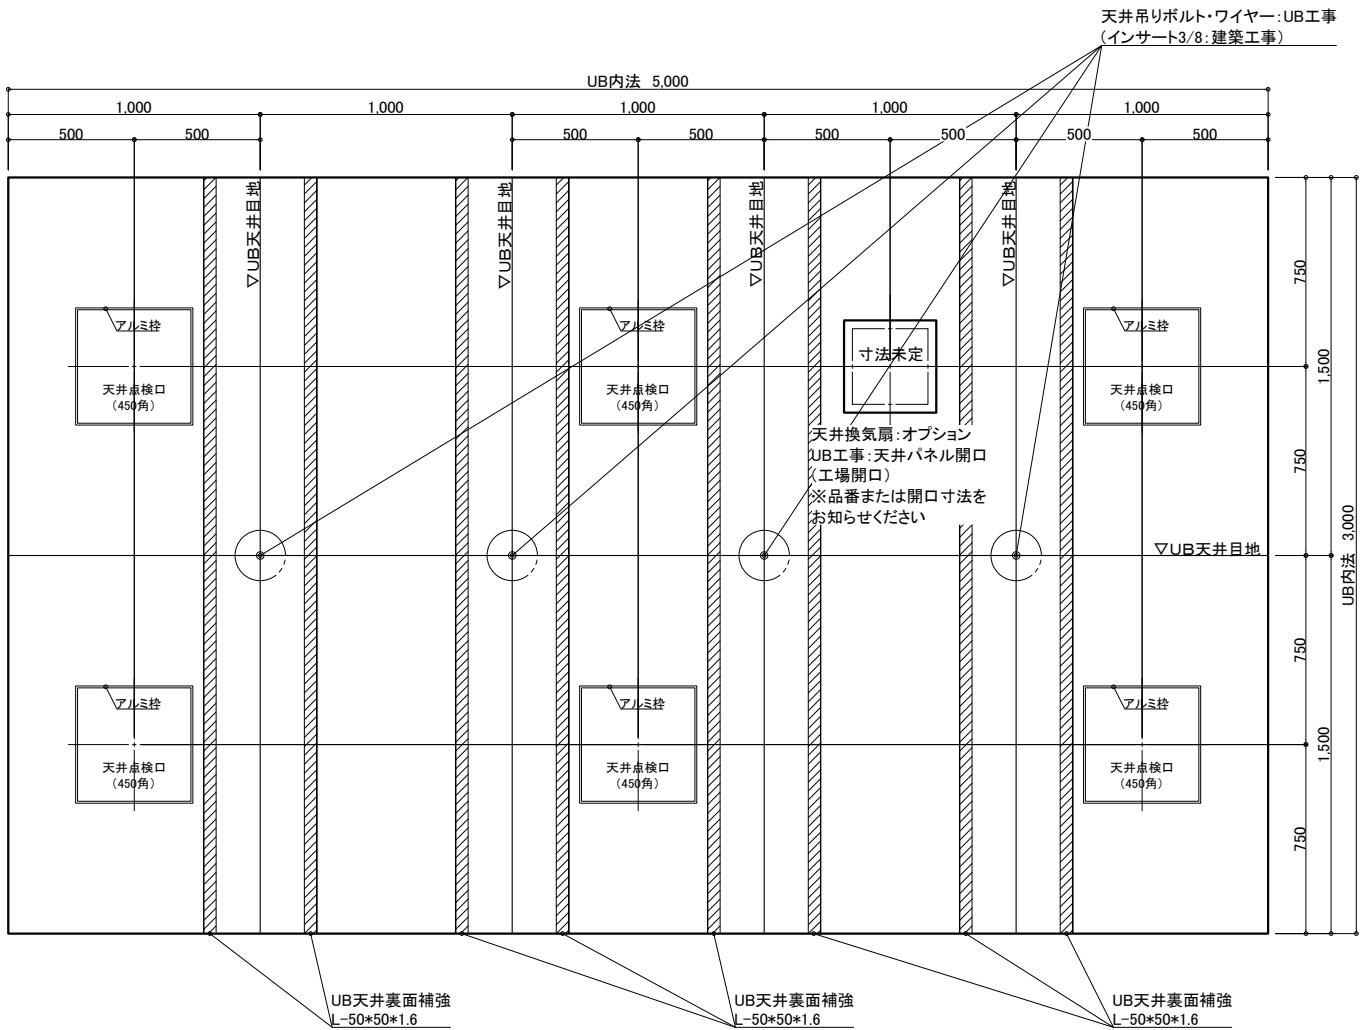 天井吊りボルト・ワイヤー:UB工事
(インサート3/8:建築工事)
UB内法 5,000
1,000
1,000
1,000
1,000
1,000
500
500
500
500
500
500
500
500
▽UB天井目地
▽UB天井目地
▽UB天井目地
▽UB天井目地
750
アルミ枠
アルミ枠
アルミ枠
寸法未定
1,500
天井点検口
(450角)
天井点検口
(450角)
天井点検口
(450角)
天井換気扇:オプション
UB工事:天井パネル開口
(工場開口)
※品番または開口寸法を
お知らせください
750
▽UB天井目地
UB内法 3,000
750
アルミ枠
アルミ枠
アルミ枠
1,500
天井点検口
(450角)
天井点検口
(450角)
天井点検口
(450角)
750
UB天井裏面補強
L-50*50*1.6
UB天井裏面補強
L-50*50*1.6
UB天井裏面補強
L-50*50*1.6